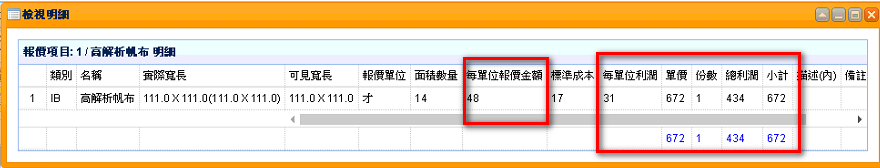 檢視明細
報價項目: 1 / 高解析帆布 明細
類別 名稱 實際寬長 可見寬長 報價單位 面積數量 每單位報價金額 標準成本 每單位利潤 單價 份數 總利潤 小計 描述(內) 備註
1 IB 高解析帆布 111.0 X 111.0(111.0 X 111.0) 111.0 X 111.0 才 14 48 17 31 672 1 434 672
672 1 434 672